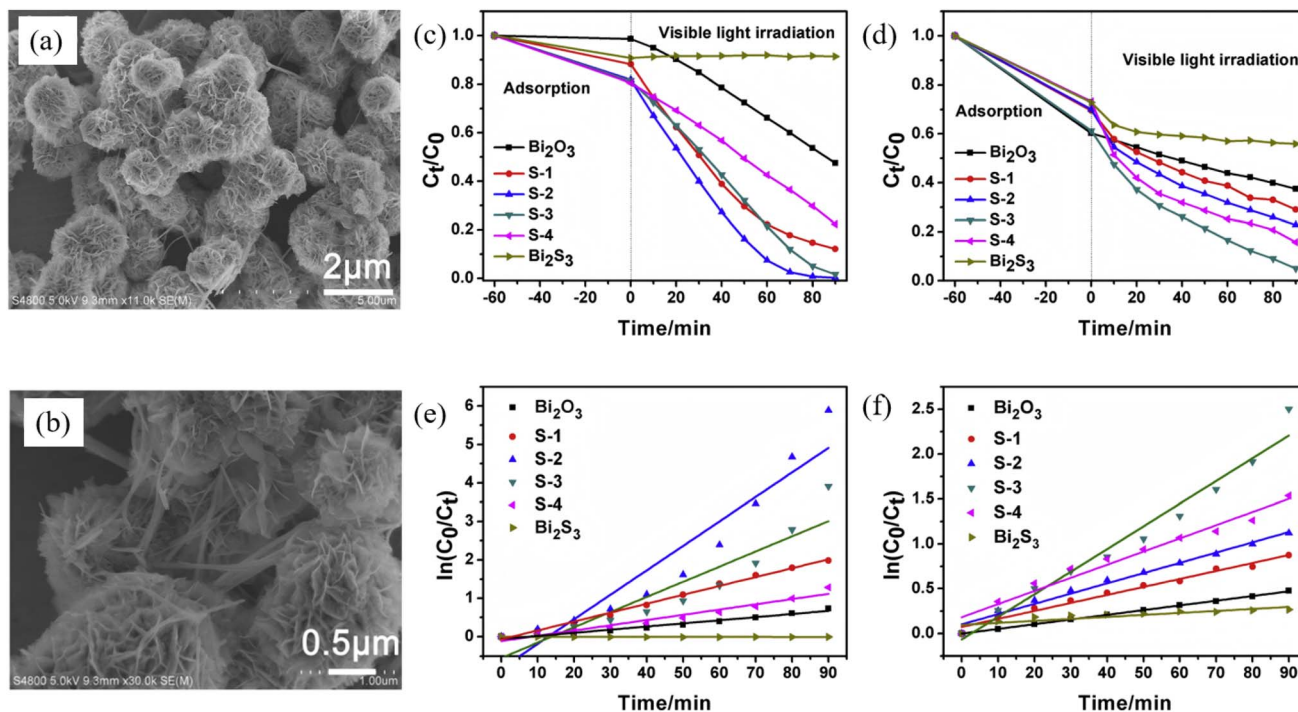 (a)
2μm
S4800 5.0kV 9.3mm x11.0k SE(M)
5.00um
(c)
Visible light irradiation
Adsorption
Bi₂O₃
S-1
S-2
S-3
S-4
Bi₂S₃
Cₜ/C₀
1.0
0.8
0.6
0.4
0.2
0.0
-60 -40 -20 0 20 40 60 80
Time/min
(d)
Visible light irradiation
Adsorption
Bi₂O₃
S-1
S-2
S-3
S-4
Bi₂S₃
Cₜ/C₀
1.0
0.8
0.6
0.4
0.2
0.0
-60 -40 -20 0 20 40 60 80
Time/min
(b)
0.5μm
S4800 5.0kV 9.3mm x30.0k SE(M)
1.00um
(e)
Bi₂O₃
S-1
S-2
S-3
S-4
Bi₂S₃
ln(C₀/Cₜ)
6
5
4
3
2
1
0
0 10 20 30 40 50 60 70 80 90
Time/min
(f)
Bi₂O₃
S-1
S-2
S-3
S-4
Bi₂S₃
ln(C₀/Cₜ)
2.5
2.0
1.5
1.0
0.5
0.0
0 10 20 30 40 50 60 70 80 90
Time/min